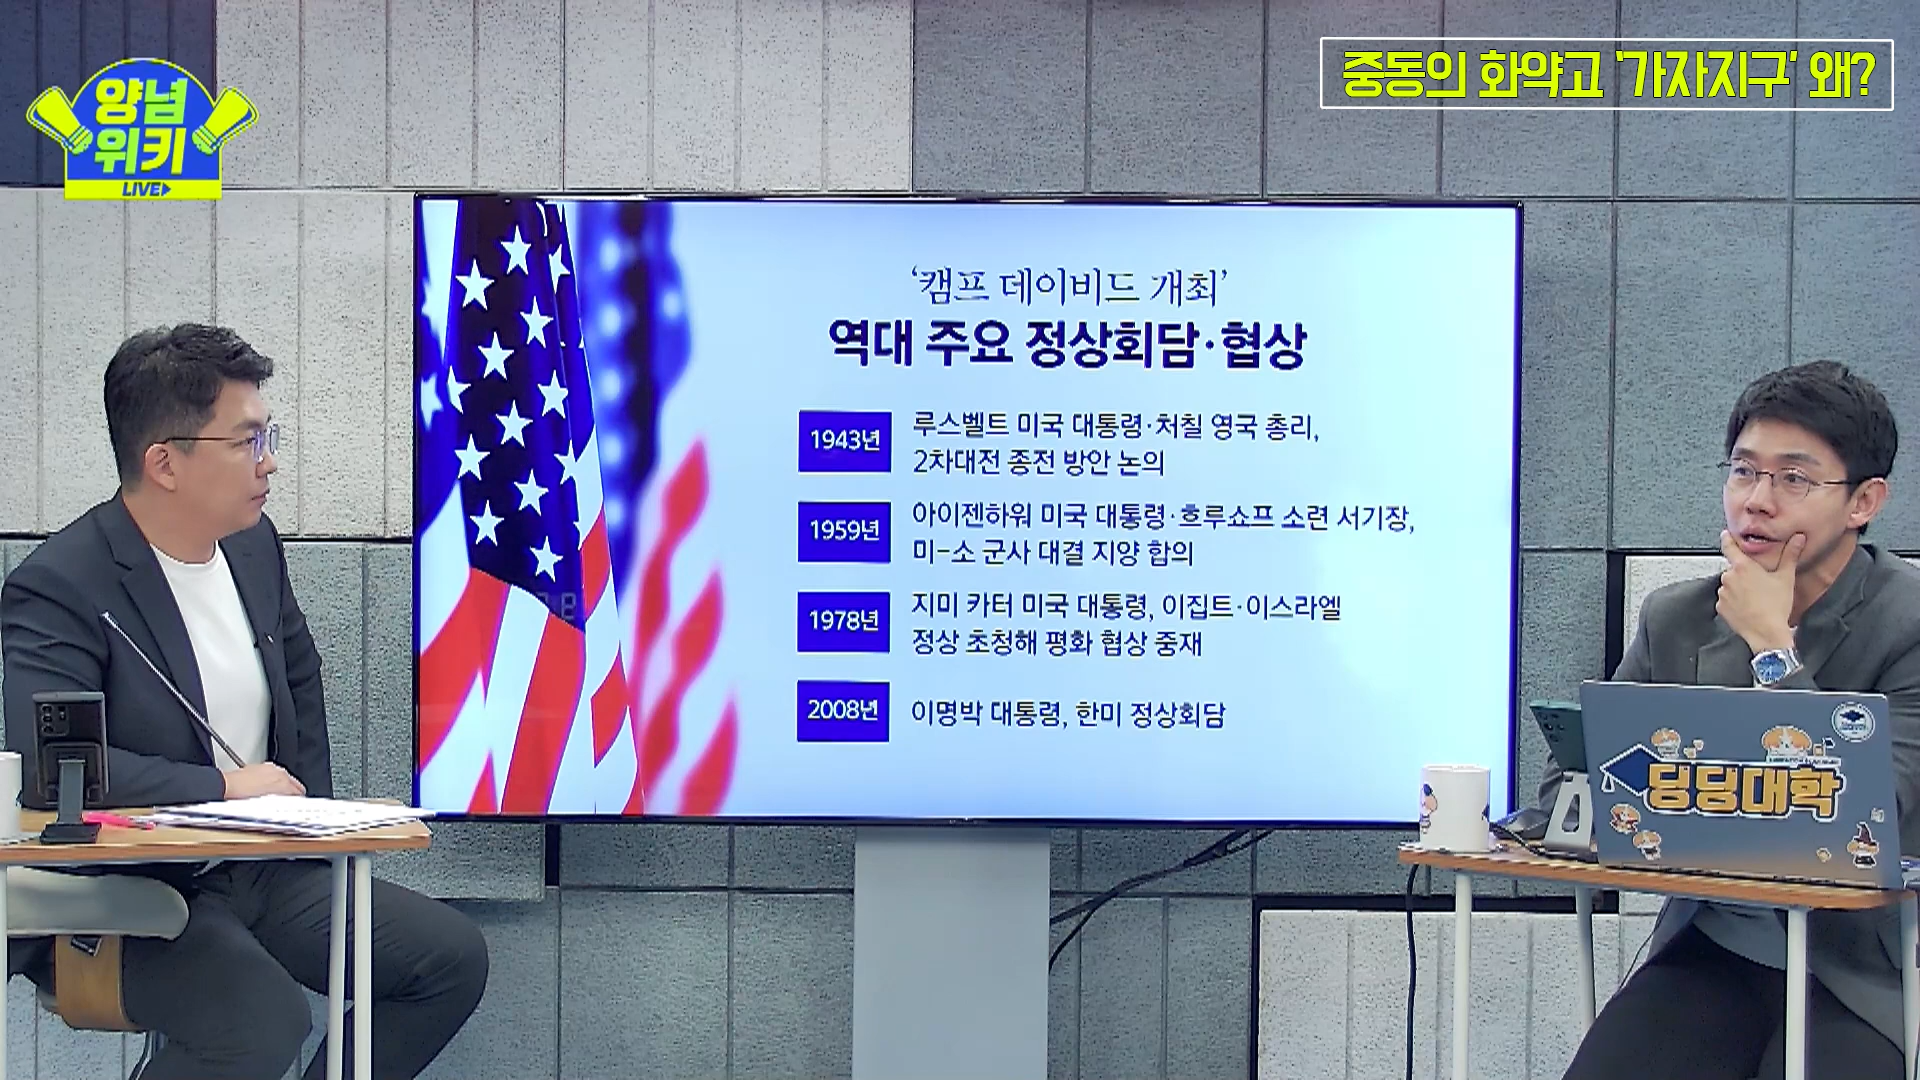 양념
위키
LIVE
중동의 화약고 '가자지구' 왜?
'캠프 데이비드 개최'
역대 주요 정상회담·협상
1943년
루스벨트 미국 대통령·처칠 영국 총리,
2차대전 종전 방안 논의
1959년
아이젠하워 미국 대통령·흐루쇼프 소련 서기장,
미-소 군사 대결 지양 합의
1978년
지미 카터 미국 대통령, 이집트·이스라엘
정상 초청해 평화 협상 중재
2008년
이명박 대통령, 한미 정상회담
딩딩대학